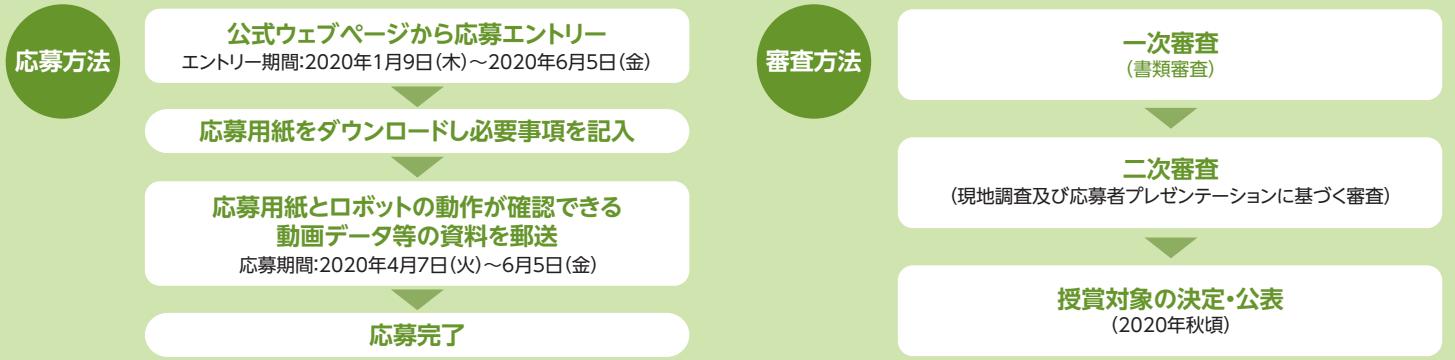 応募方法
公式ウェブページから応募エントリー
エントリー期間:2020年1月9日(木)～2020年6月5日(金)
応募用紙をダウンロードし必要事項を記入
応募用紙とロボットの動作が確認できる
動画データ等の資料を郵送
応募期間:2020年4月7日(火)～6月5日(金)
応募完了
審査方法
一次審査
(書類審査)
二次審査
(現地調査及び応募者プレゼンテーションに基づく審査)
授賞対象の決定・公表
(2020年秋頃)